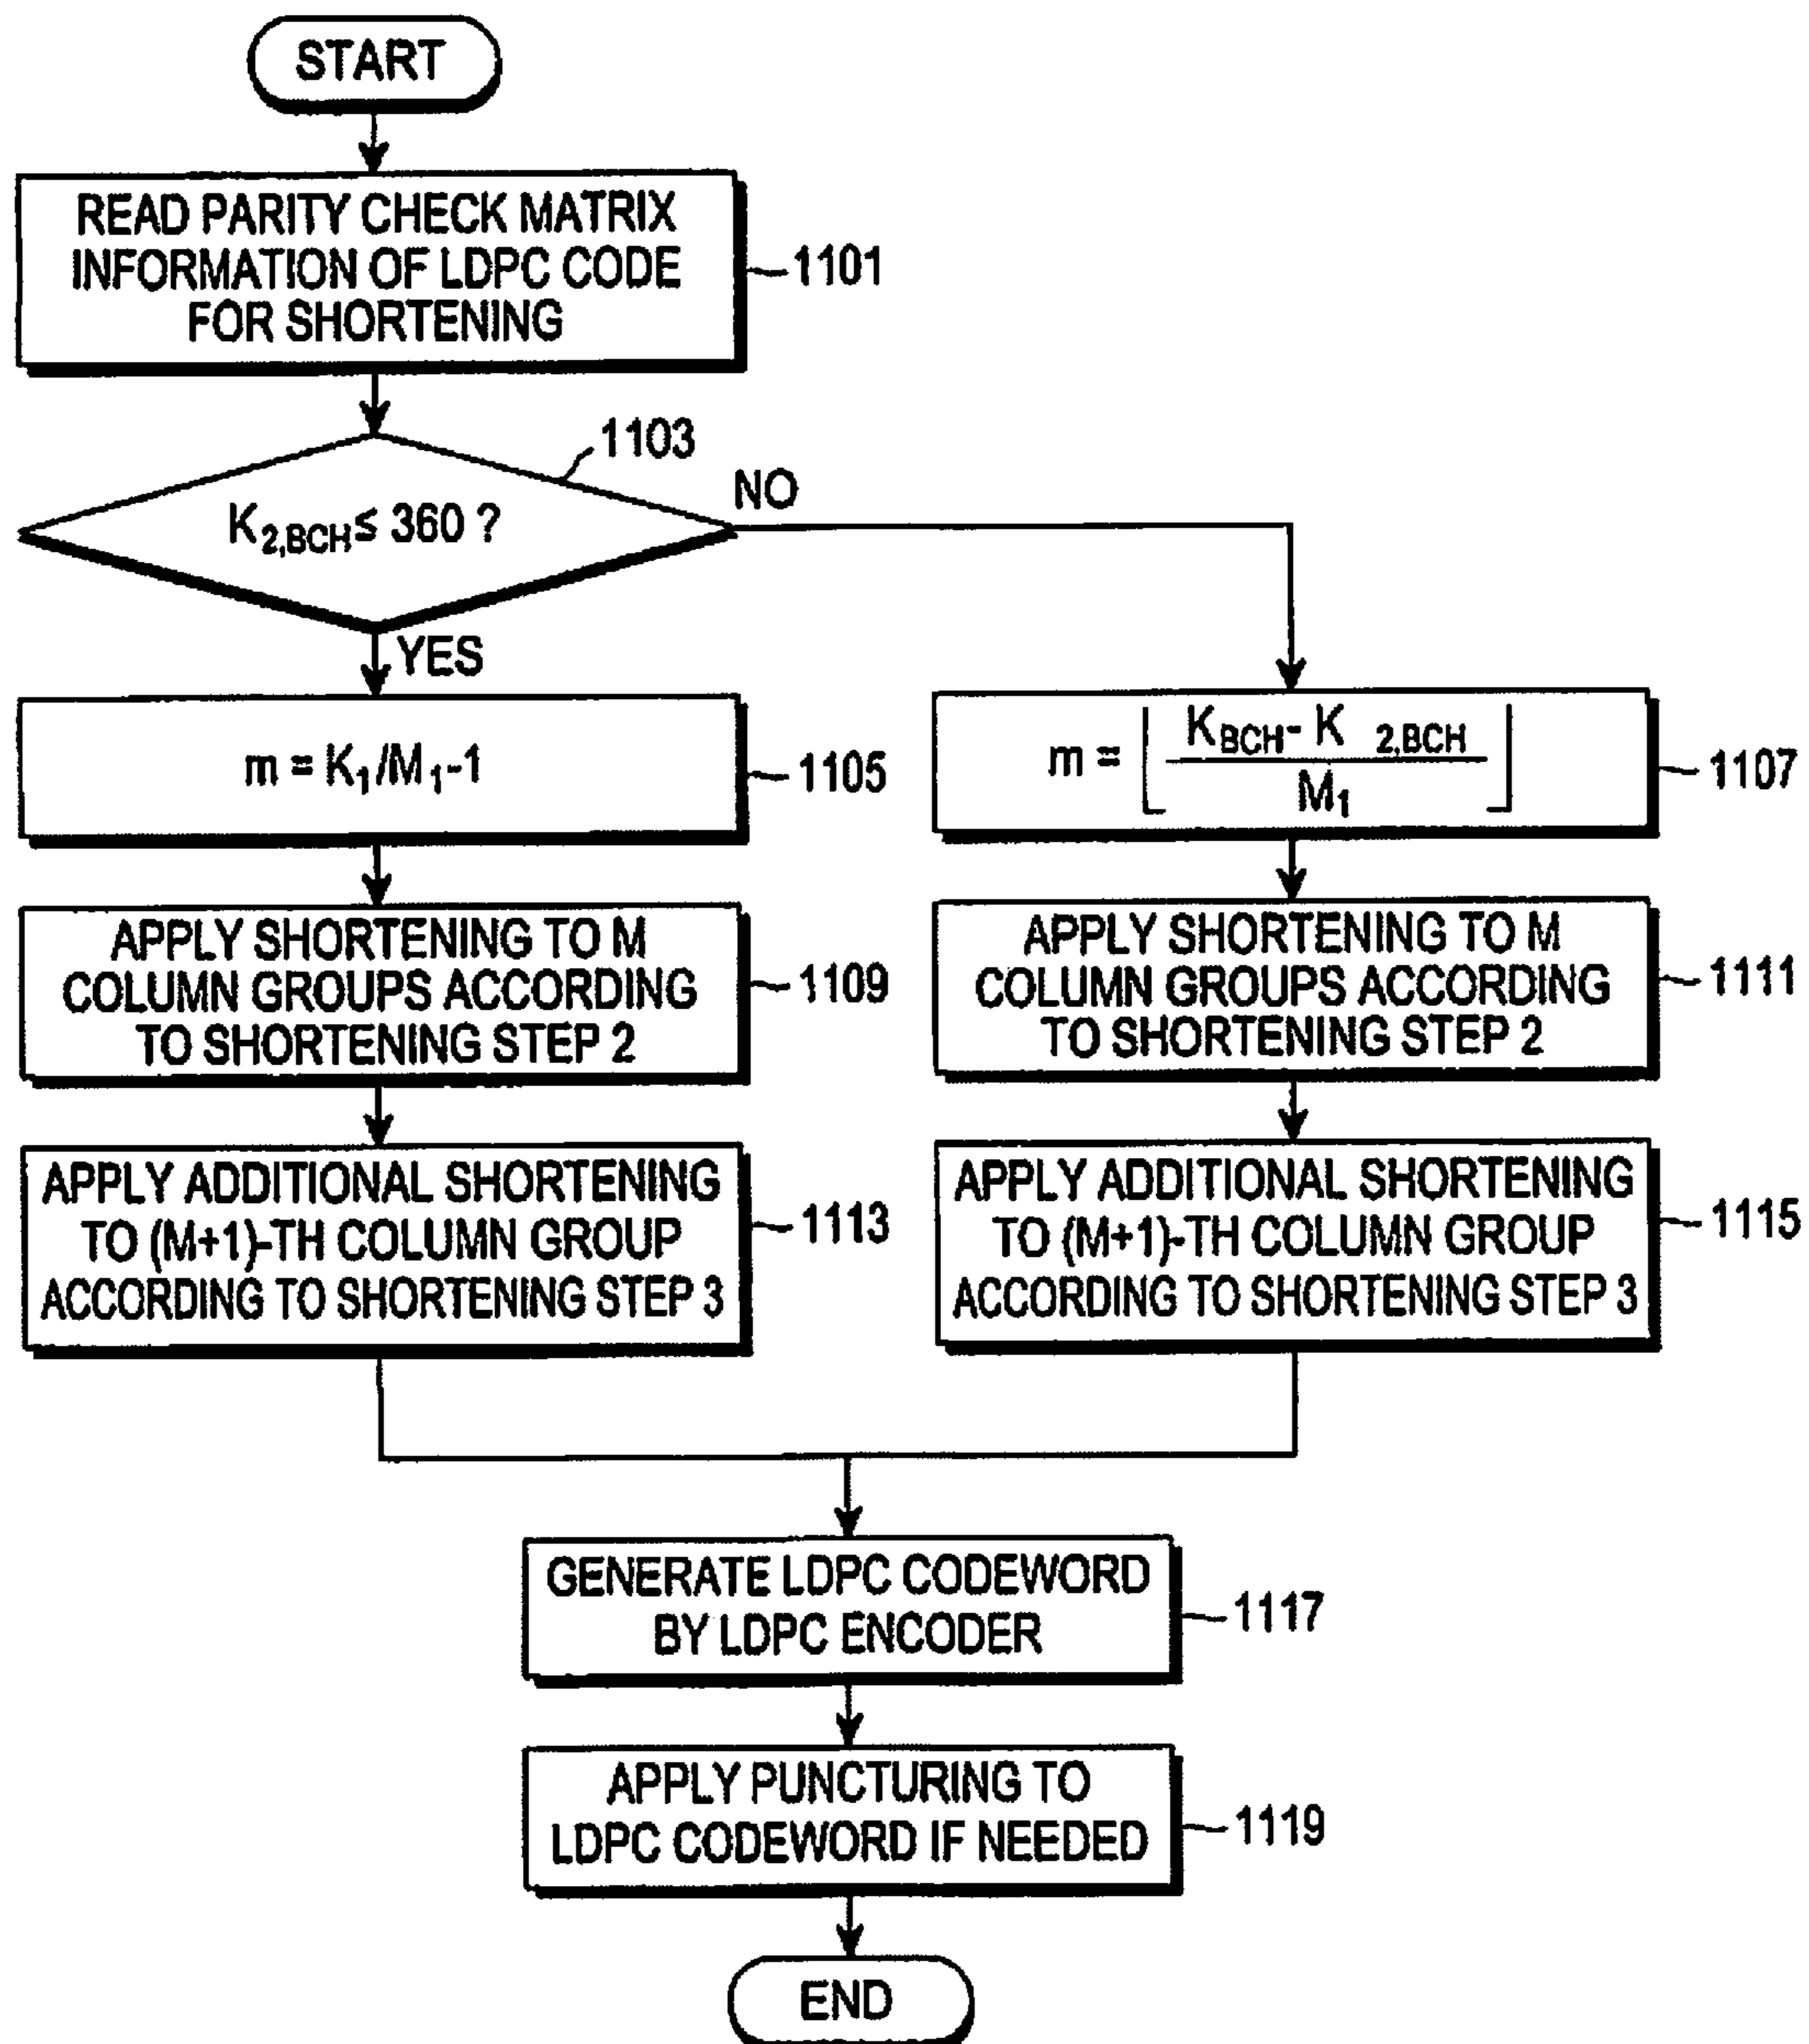 START
READ PARITY CHECK MATRIX
INFORMATION OF LDPC CODE
FOR SHORTENING
1101
1103
K2,BCH ≤ 360 ?
NO
YES
m = K1/M1-1
1105
m = ⌊ (KBCH - K 2,BCH) / M1 ⌋
1107
APPLY SHORTENING TO M
COLUMN GROUPS ACCORDING
TO SHORTENING STEP 2
1109
APPLY SHORTENING TO M
COLUMN GROUPS ACCORDING
TO SHORTENING STEP 2
1111
APPLY ADDITIONAL SHORTENING
TO (M+1)-TH COLUMN GROUP
ACCORDING TO SHORTENING STEP 3
1113
APPLY ADDITIONAL SHORTENING
TO (M+1)-TH COLUMN GROUP
ACCORDING TO SHORTENING STEP 3
1115
GENERATE LDPC CODEWORD
BY LDPC ENCODER
1117
APPLY PUNCTURING TO
LDPC CODEWORD IF NEEDED
1119
END